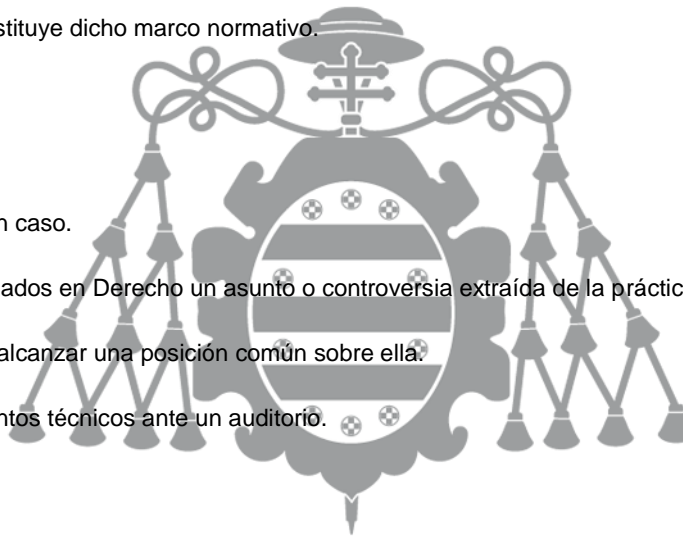 stituye dicho marco normativo.
n caso.
ados en Derecho un asunto o controversia extraída de la práctic
alcanzar una posición común sobre ella.
ntos técnicos ante un auditorio.